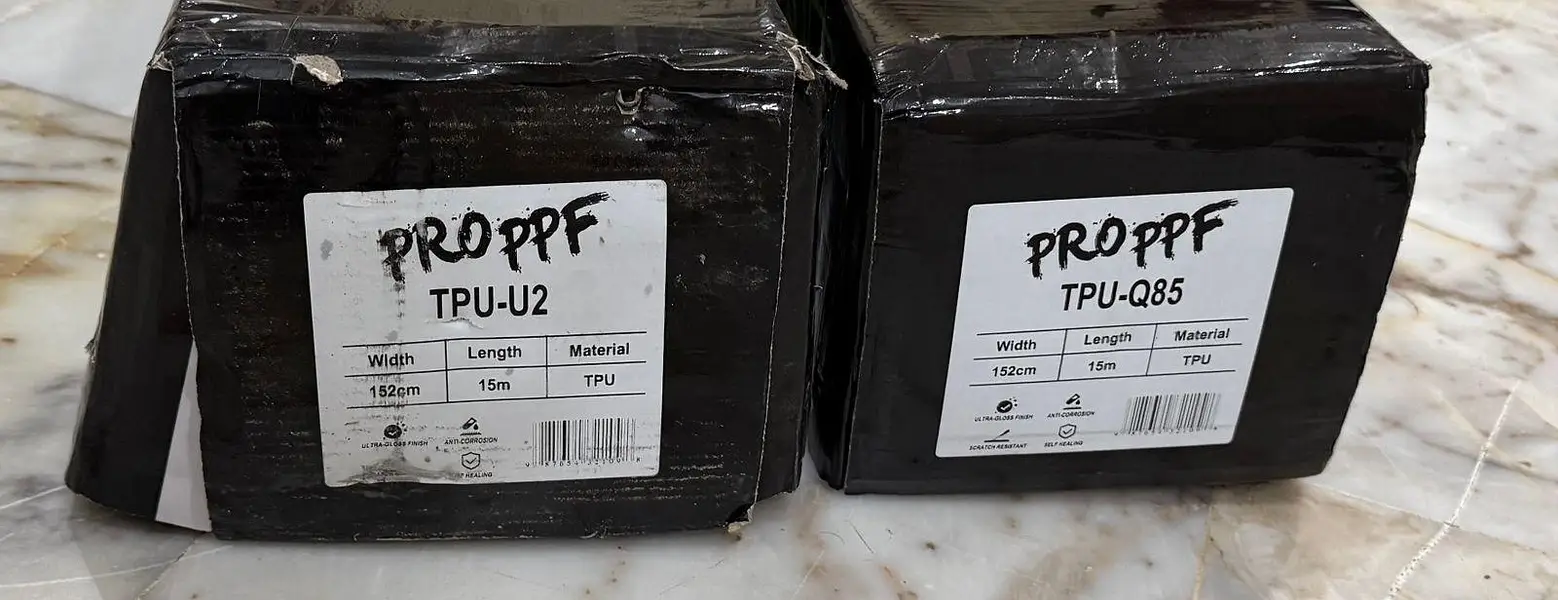 PROPPF
TPU-U2
Width Length Material
152cm 15m TPU
ULTRA-GLOSS FINISH ANTI-CORROSION
HEALING
PROPPF
TPU-Q85
Width Length Material
152cm 15m TPU
ULTRA-GLOSS FINISH ANTI-CORROSION
SCRATCH RESISTANT SELF HEALING